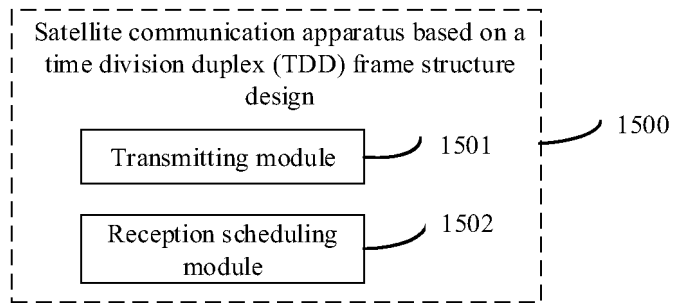 Satellite communication apparatus based on a
time division duplex (TDD) frame structure
design
1500
Transmitting module
1501
Reception scheduling
module
1502